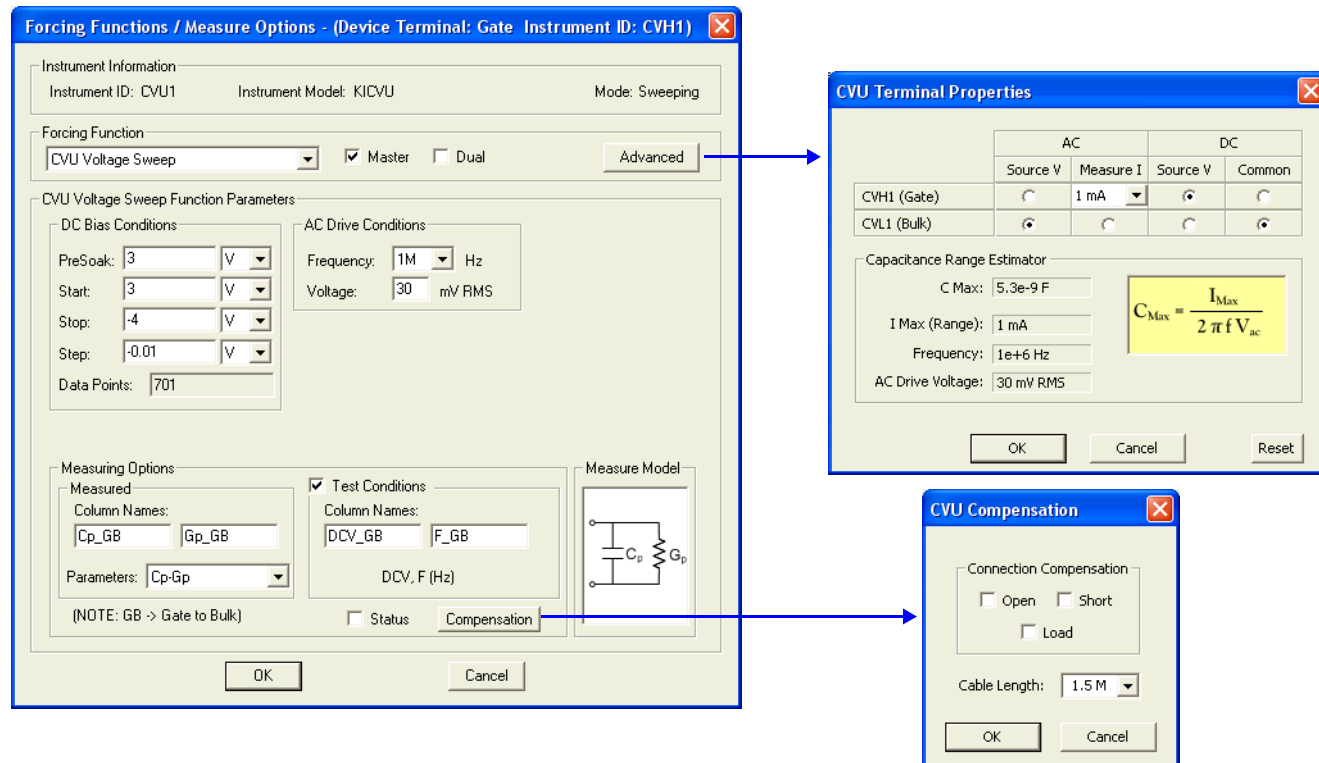 Forcing Functions / Measure Options - (Device Terminal: Gate Instrument ID: CVH1)
Instrument Information
Instrument ID: CVU1 Instrument Model: KICVU Mode: Sweeping
Forcing Function
CVU Voltage Sweep Master Dual Advanced
CVU Voltage Sweep Function Parameters
DC Bias Conditions
PreSoak: 3 V
Start: 3 V
Stop: -4 V
Step: -0.01 V
Data Points: 701
AC Drive Conditions
Frequency: 1M Hz
Voltage: 30 mV RMS
Measuring Options
Measured
Column Names:
Cp_GB Gp_GB
Parameters: Cp-Gp
(NOTE: GB -> Gate to Bulk)
Test Conditions
Column Names:
DCV_GB F_GB
DCV, F (Hz)
Status Compensation
Measure Model
Cp Gp
OK Cancel
CVU Terminal Properties
AC DC
Source V Measure I Source V Common
CVH1 (Gate) 1 mA
CVL1 (Bulk)
Capacitance Range Estimator
C Max: 5.3e-9 F
I Max (Range): 1 mA
Frequency: 1e+6 Hz
AC Drive Voltage: 30 mV RMS
CMax = IMax / 2 π f Vac
OK Cancel Reset
CVU Compensation
Connection Compensation
Open Short
Load
Cable Length: 1.5 M
OK Cancel